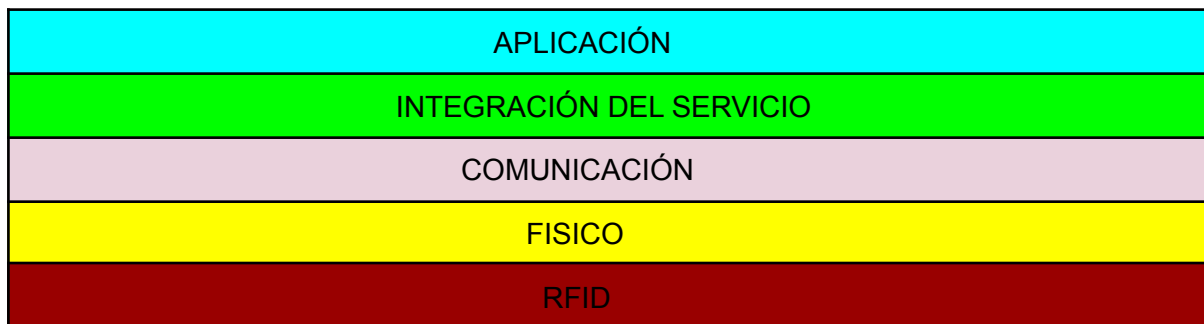 APLICACIÓN
INTEGRACIÓN DEL SERVICIO
COMUNICACIÓN
FISICO
RFID